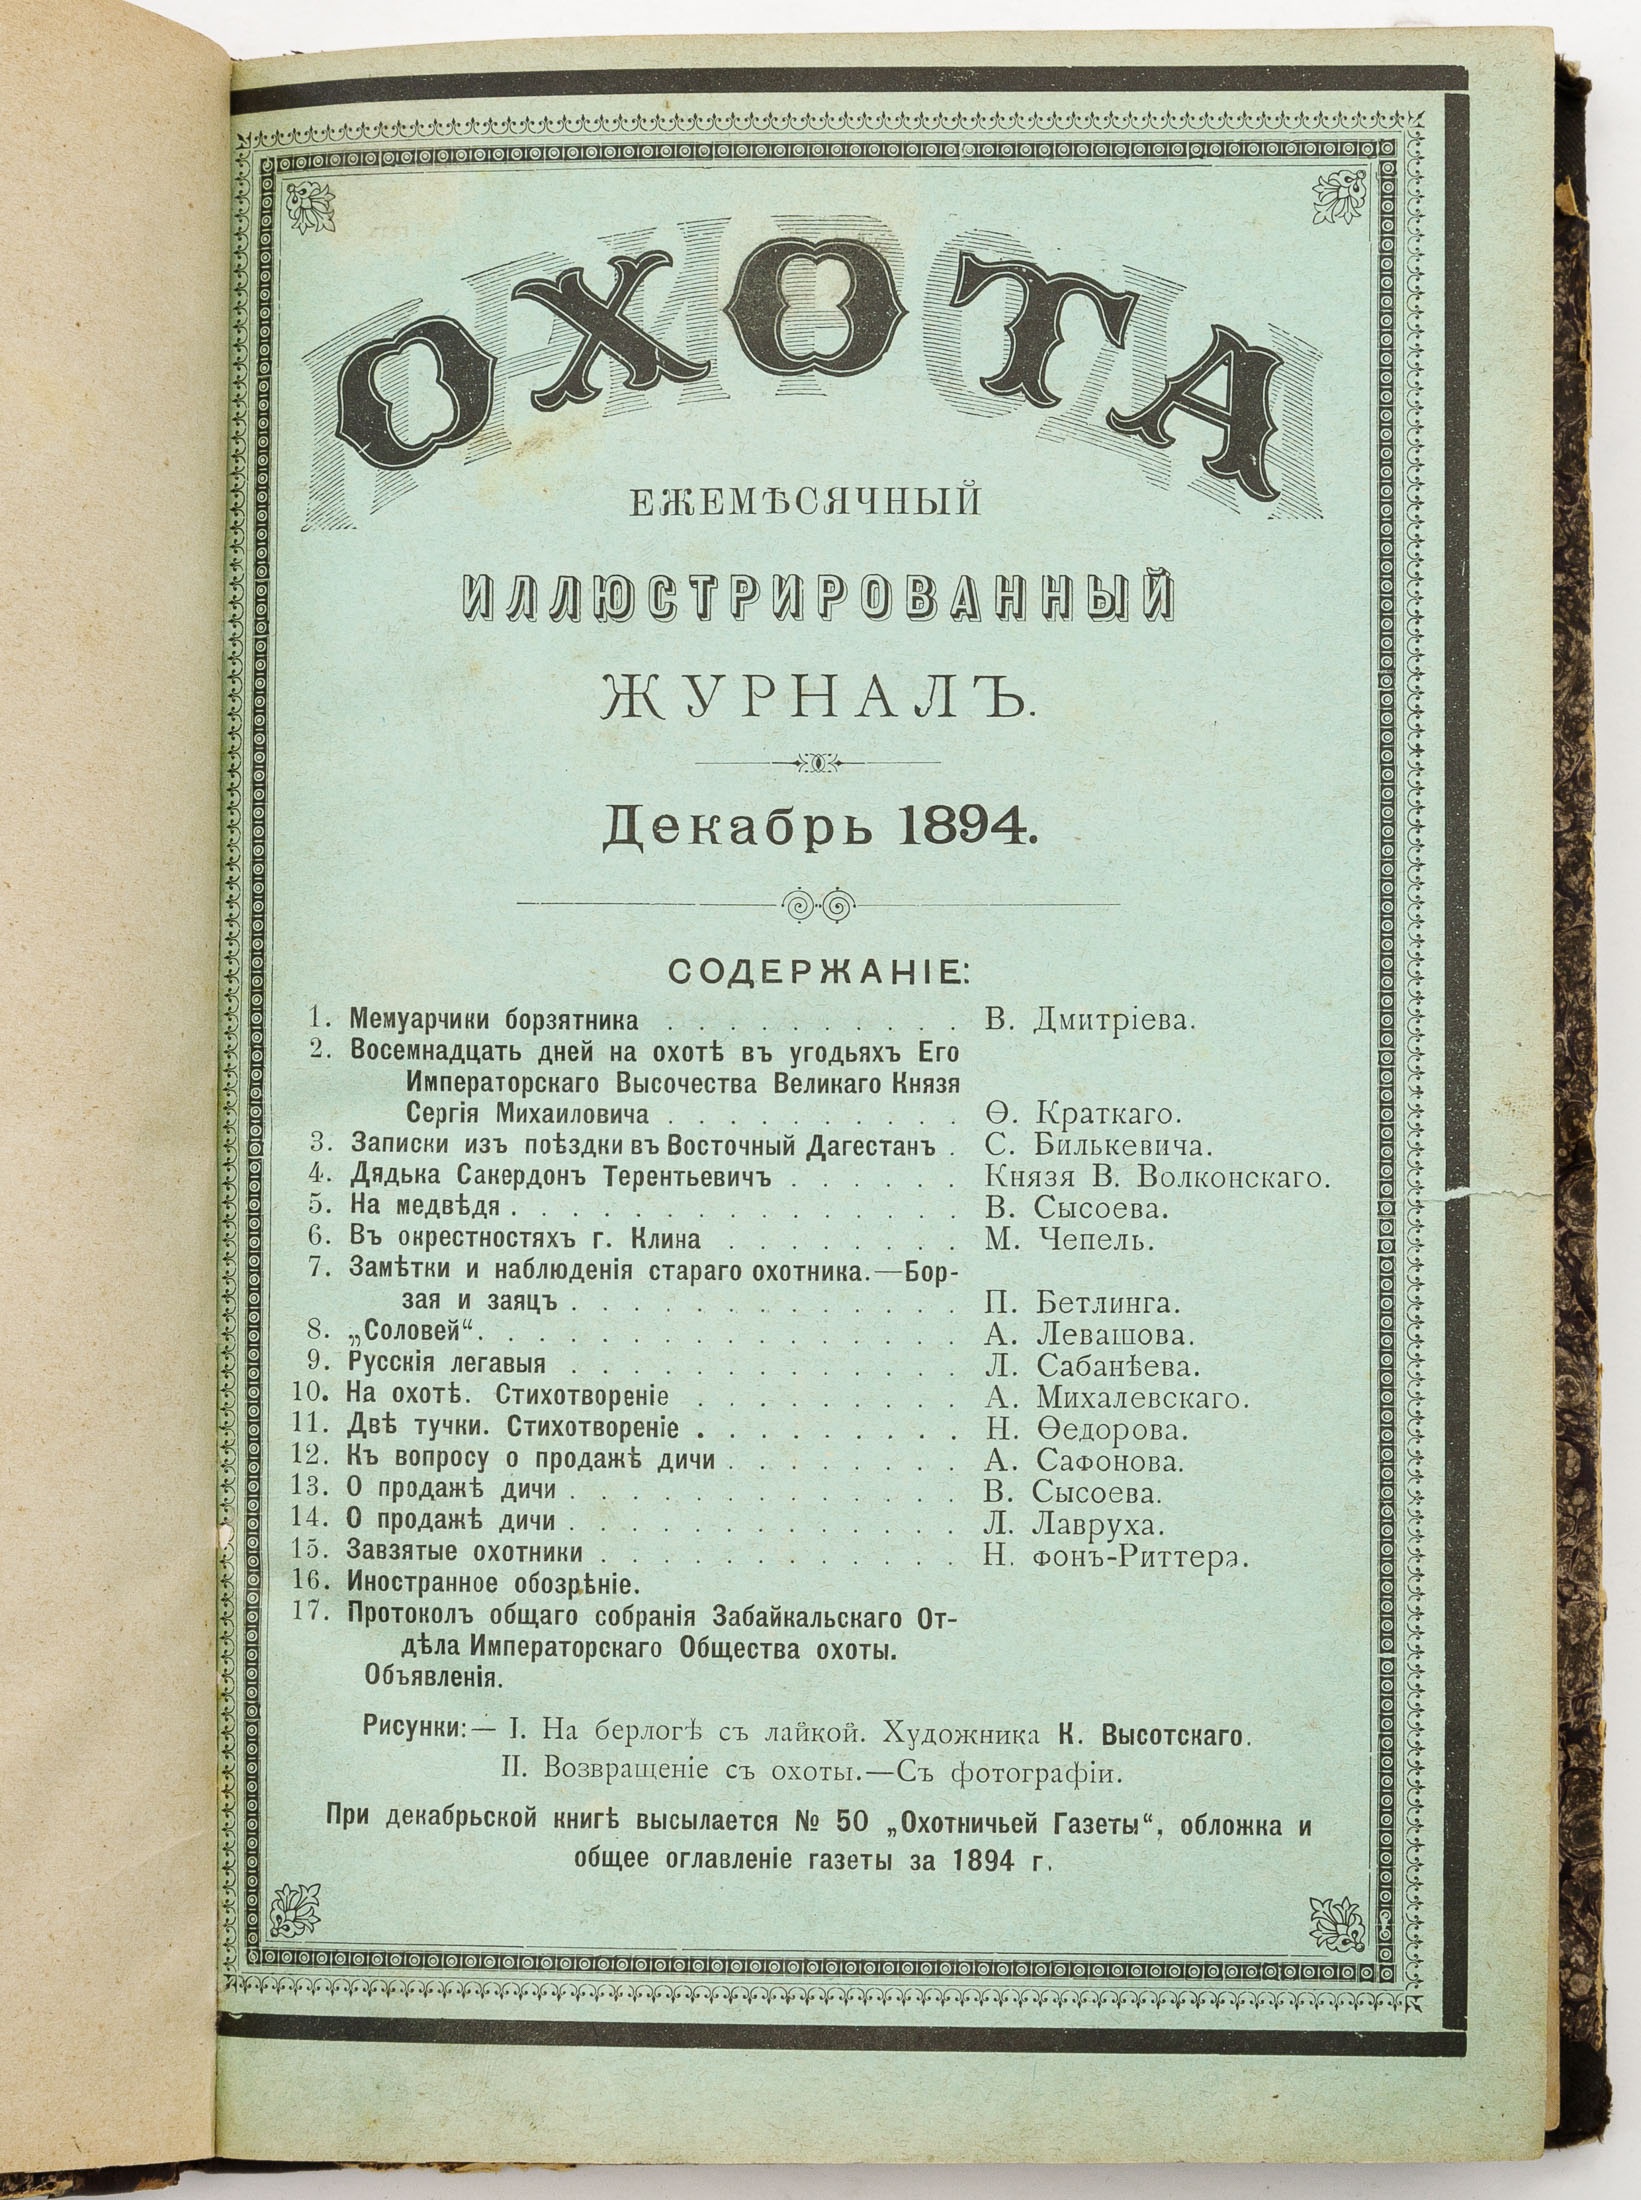 ПРИРОДА
ОХОТА
ЕЖЕМѢСЯЧНЫЙ
ИЛЛЮСТРИРОВАННЫЙ
ЖУРНАЛЪ.
Декабрь 1894.
СОДЕРЖАНІЕ:
1. Мемуарчики борзятника . . . . . . . . . . В. Дмитріева.
2. Восемнадцать дней на охотѣ въ угодьяхъ Его
Императорскаго Высочества Великаго Князя
Сергія Михаиловича . . . . . . . . . . Ѳ. Краткаго.
3. Записки изъ поѣздки въ Восточный Дагестанъ . С. Билькевича.
4. Дядька Сакердонъ Терентьевичъ . . . . . . Князя В. Волконскаго.
5. На медвѣдя . . . . . . . . . . . . . . . В. Сысоева.
6. Въ окрестностяхъ г. Клина . . . . . . . . М. Чепель.
7. Замѣтки и наблюденія стараго охотника.—Бор-
зая и заяцъ . . . . . . . . . . . . . П. Бетлинга.
8. „Соловей“. . . . . . . . . . . . . . . . А. Левашова.
9. Русскія легавыя . . . . . . . . . . . . . Л. Сабанѣева.
10. На охотѣ. Стихотвореніе . . . . . . . . . А. Михалевскаго.
11. Двѣ тучки. Стихотвореніе . . . . . . . . . Н. Ѳедорова.
12. Къ вопросу о продажѣ дичи . . . . . . . . А. Сафонова.
13. О продажѣ дичи . . . . . . . . . . . . . В. Сысоева.
14. О продажѣ дичи . . . . . . . . . . . . . Л. Лавруха.
15. Завзятые охотники . . . . . . . . . . . . Н. фонъ-Риттера.
16. Иностранное обозрѣніе.
17. Протоколъ общаго собранія Забайкальскаго От-
дѣла Императорскаго Общества охоты.
Объявленія.
Рисунки:— I. На берлогѣ съ лайкой. Художника К. Высотскаго.
II. Возвращеніе съ охоты.—Съ фотографіи.
При декабрьской книгѣ высылается № 50 „Охотничьей Газеты“, обложка и
общее оглавленіе газеты за 1894 г.